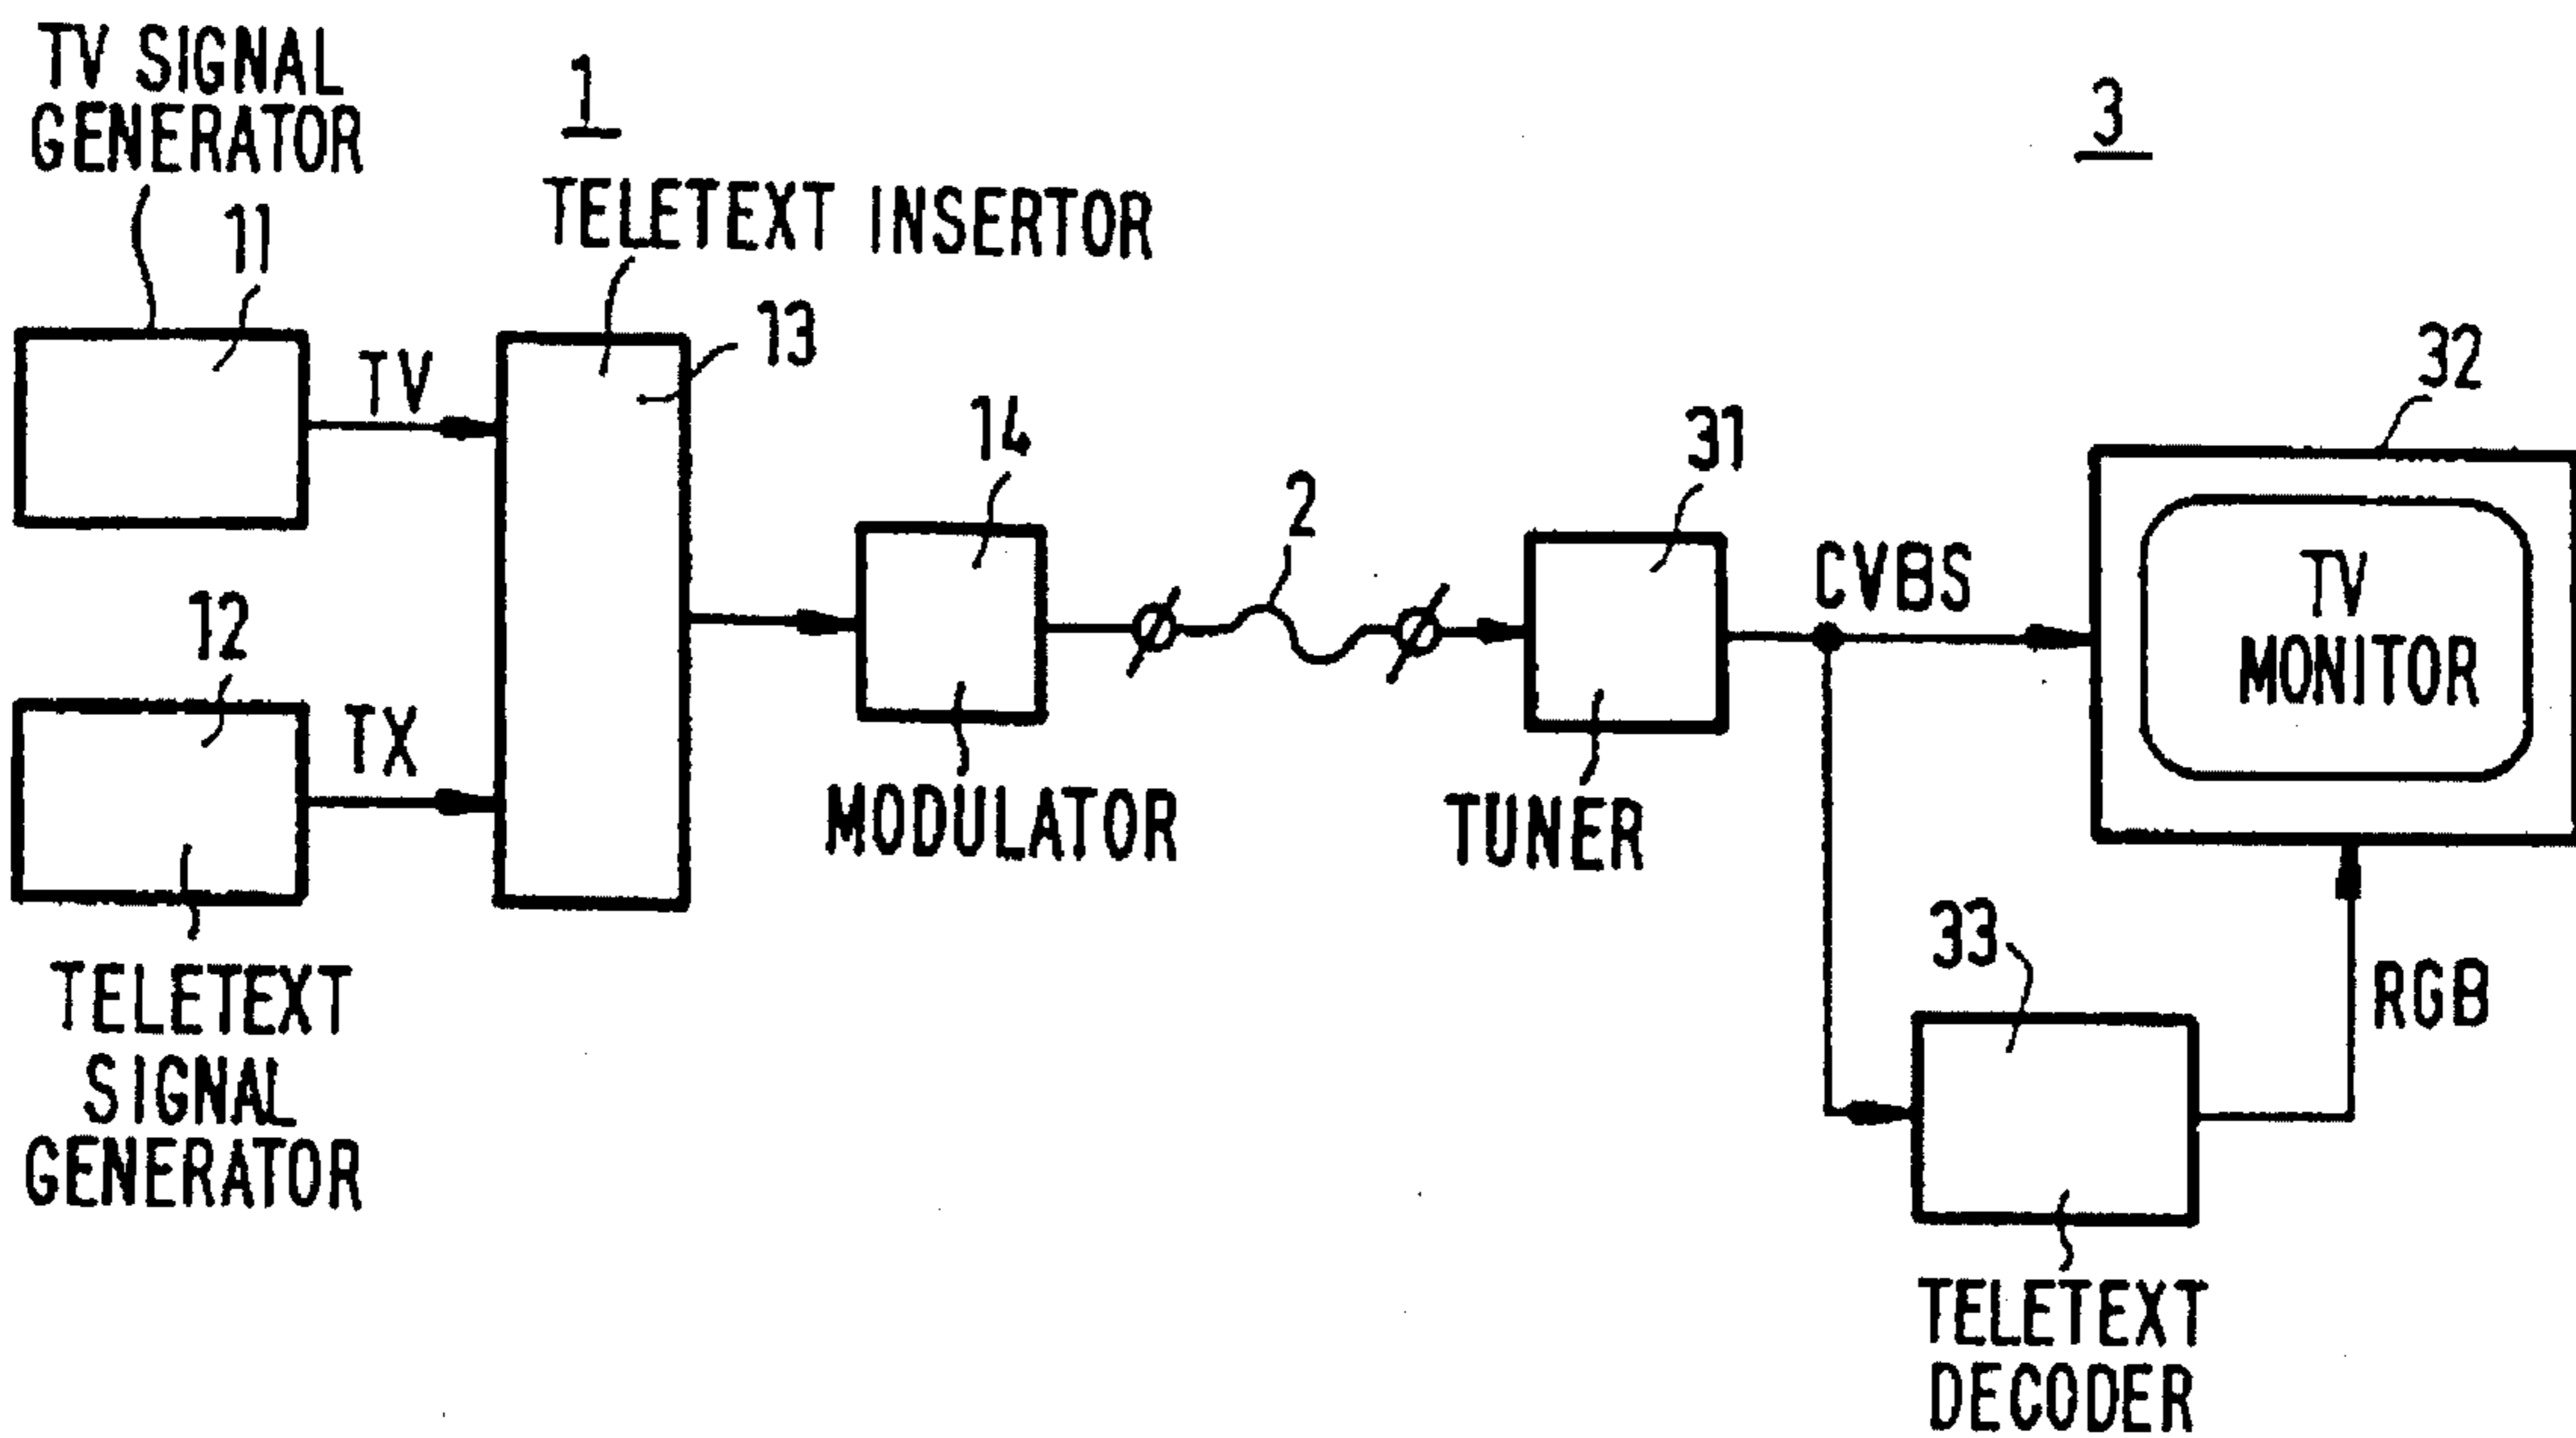 TV SIGNAL
GENERATOR
11
1
TELETEXT INSERTOR
13
TV
12
TX
TELETEXT
SIGNAL
GENERATOR
14
MODULATOR
2
3
31
TUNER
CVBS
32
TV
MONITOR
33
RGB
TELETEXT
DECODER